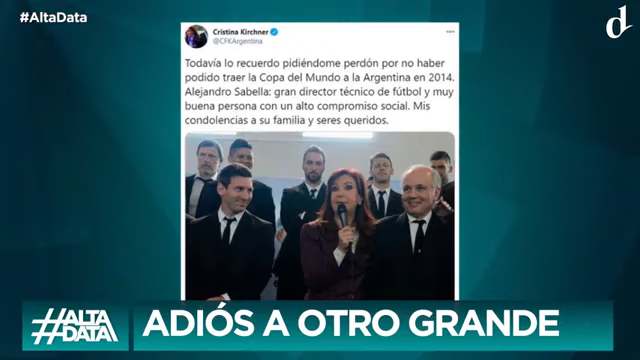 #AltaData
d
Cristina Kirchner
@CFKArgentina
Todavía lo recuerdo pidiéndome perdón por no haber
podido traer la Copa del Mundo a la Argentina en 2014.
Alejandro Sabella: gran director técnico de fútbol y muy
buena persona con un alto compromiso social. Mis
condolencias a su familia y seres queridos.
#ALTA
DATA
ADIÓS A OTRO GRANDE